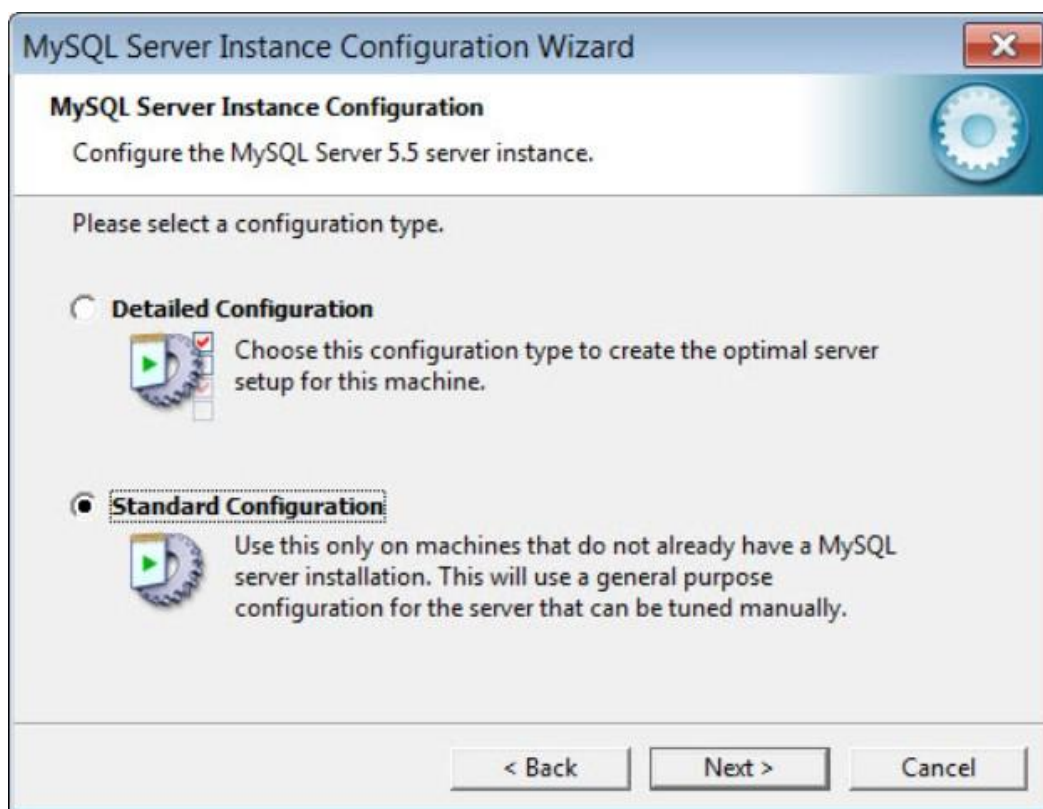 MySQL Server Instance Configuration Wizard
MySQL Server Instance Configuration
Configure the MySQL Server 5.5 server instance.
Please select a configuration type.
Detailed Configuration
Choose this configuration type to create the optimal server
setup for this machine.
Standard Configuration
Use this only on machines that do not already have a MySQL
server installation. This will use a general purpose
configuration for the server that can be tuned manually.
< Back
Next >
Cancel